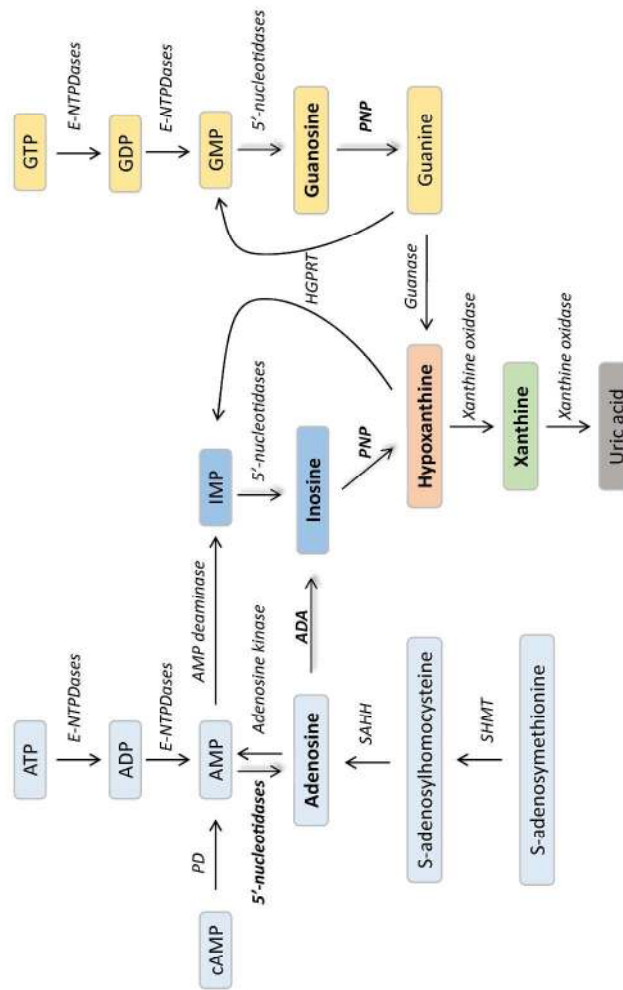 ATP
E-NTPDases
ADP
E-NTPDases
cAMP
PD
AMP
AMP deaminase
IMP
5'-nucleotidases
Adenosine kinase
5'-nucleotidases
Adenosine
ADA
Inosine
PNP
SAHH
S-adenosylhomocysteine
SHMT
S-adenosymethionine
GTP
E-NTPDases
GDP
E-NTPDases
GMP
5'-nucleotidases
Guanosine
PNP
Guanine
HGPRT
Guanase
Hypoxanthine
Xanthine oxidase
Xanthine
Xanthine oxidase
Uric acid